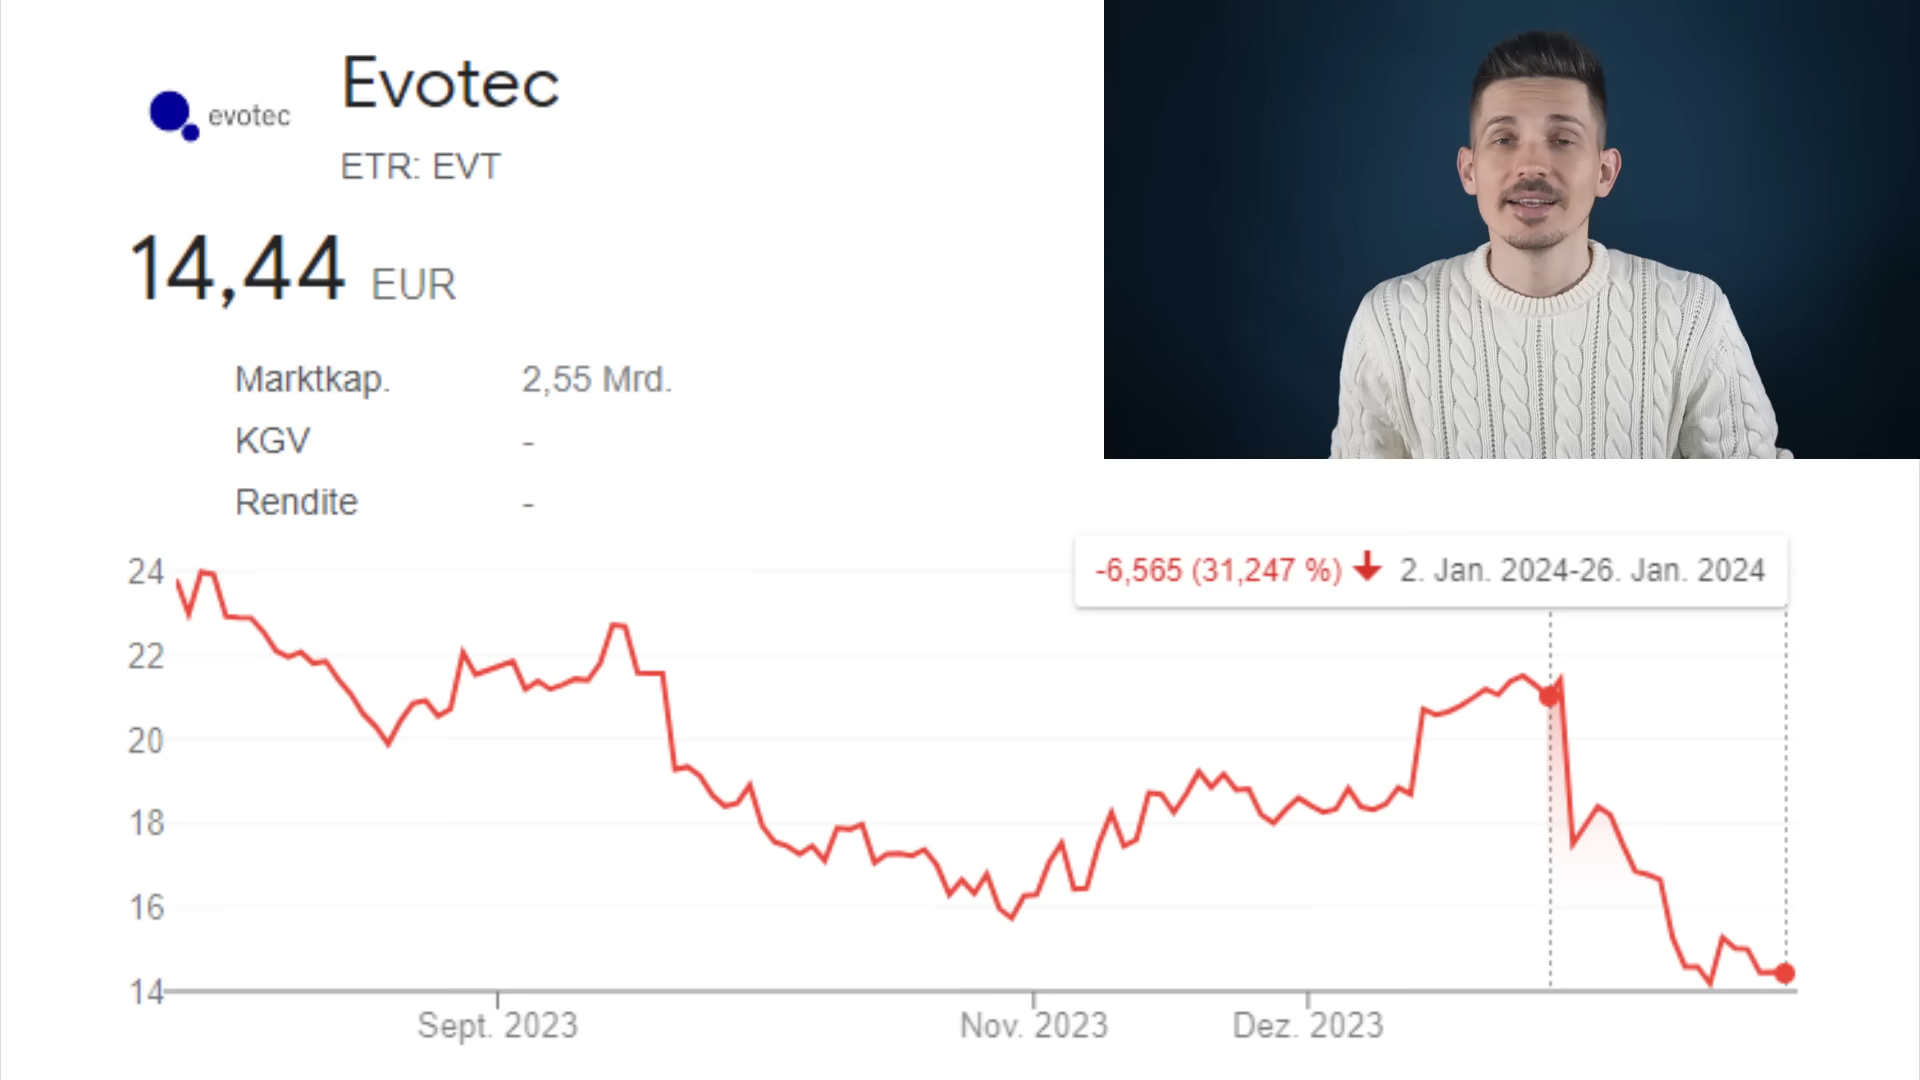 evotec
Evotec
ETR: EVT
14,44 EUR
Marktkap. 2,55 Mrd.
KGV -
Rendite -
-6,565 (31,247 %) 2. Jan. 2024-26. Jan. 2024
24
22
20
18
16
14
Sept. 2023 Nov. 2023 Dez. 2023